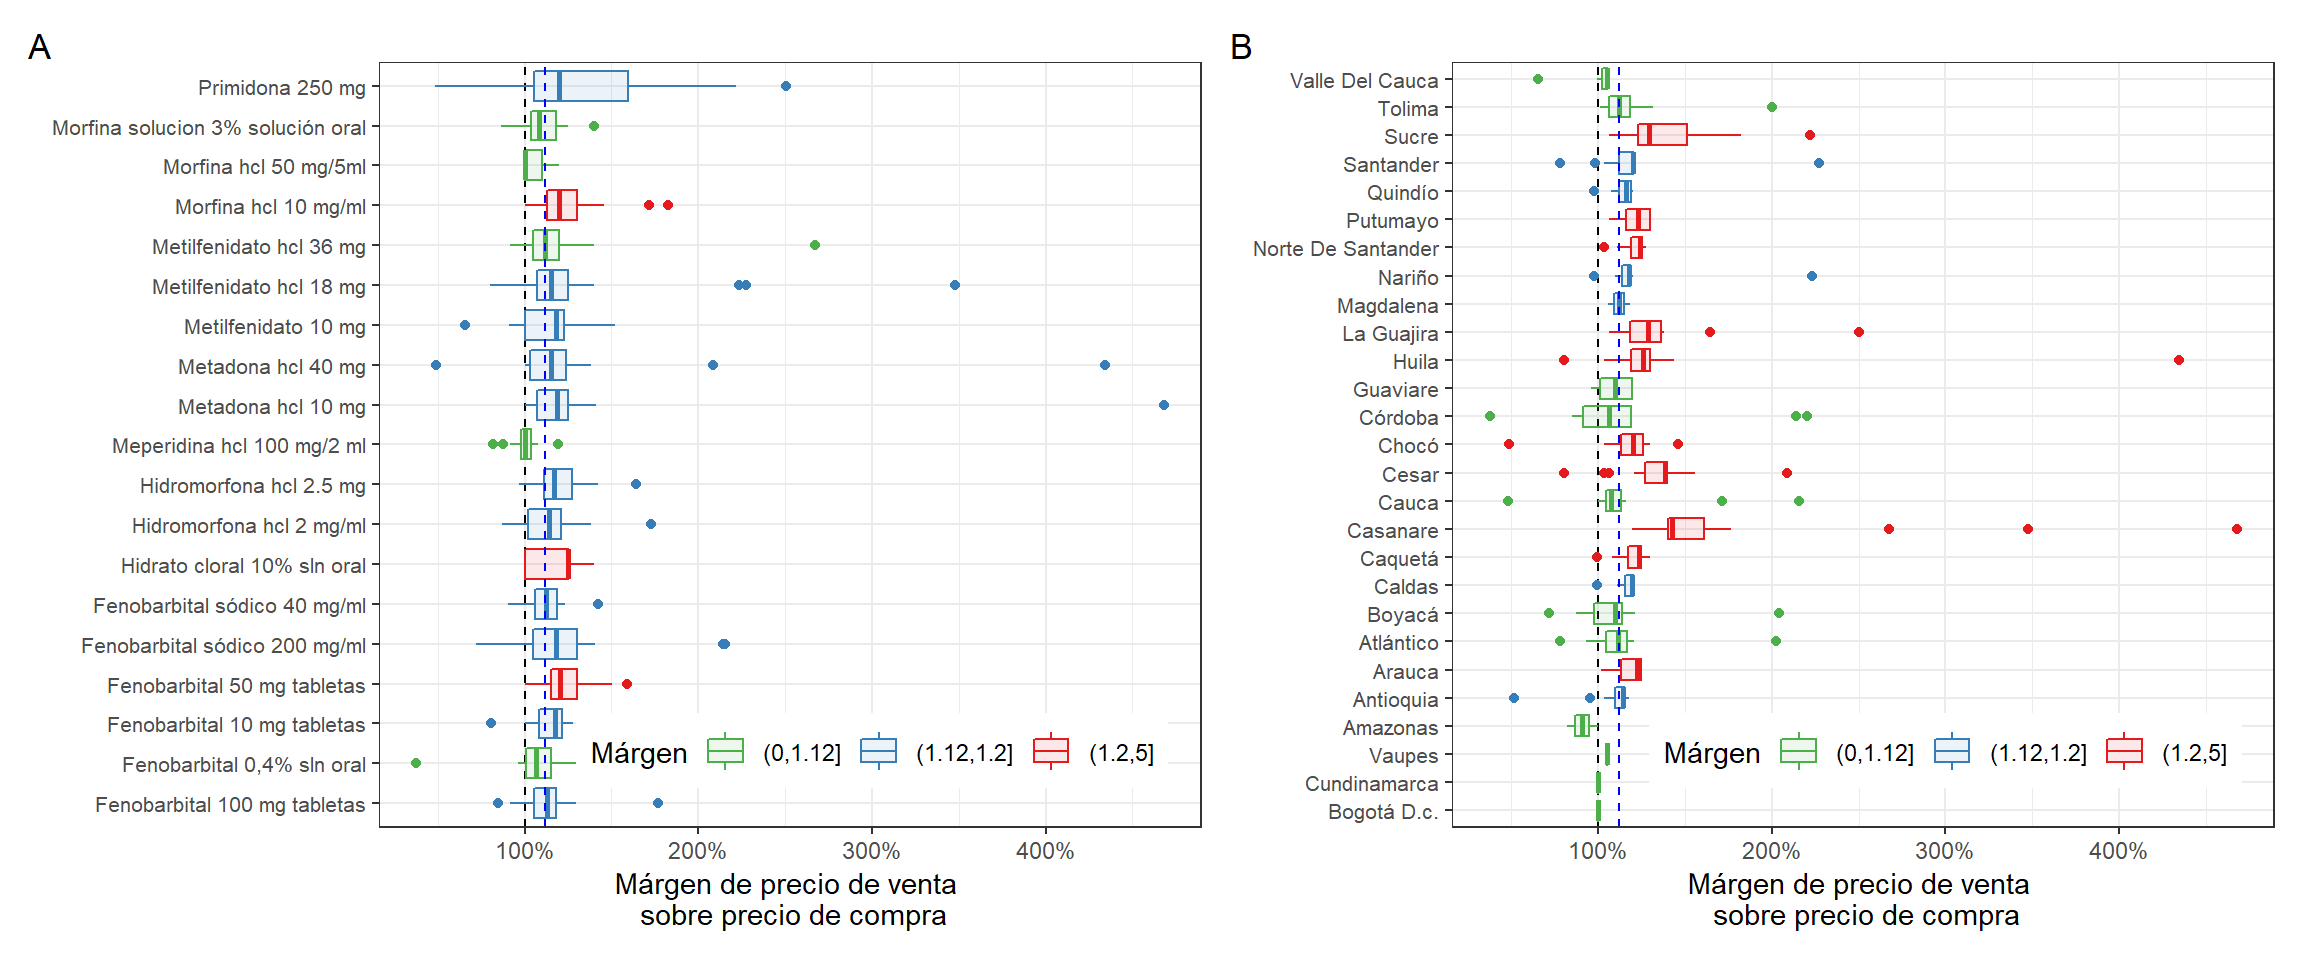 A
Primidona 250 mg
Morfina solucion 3% solución oral
Morfina hcl 50 mg/5ml
Morfina hcl 10 mg/ml
Metilfenidato hcl 36 mg
Metilfenidato hcl 18 mg
Metilfenidato 10 mg
Metadona hcl 40 mg
Metadona hcl 10 mg
Meperidina hcl 100 mg/2 ml
Hidromorfona hcl 2.5 mg
Hidromorfona hcl 2 mg/ml
Hidrato cloral 10% sln oral
Fenobarbital sódico 40 mg/ml
Fenobarbital sódico 200 mg/ml
Fenobarbital 50 mg tabletas
Fenobarbital 10 mg tabletas
Fenobarbital 0,4% sln oral
Fenobarbital 100 mg tabletas
Márgen (0,1.12] (1.12,1.2] (1.2,5]
100% 200% 300% 400%
Márgen de precio de venta
sobre precio de compra
B
Valle Del Cauca
Tolima
Sucre
Santander
Quindío
Putumayo
Norte De Santander
Nariño
Magdalena
La Guajira
Huila
Guaviare
Córdoba
Chocó
Cesar
Cauca
Casanare
Caquetá
Caldas
Boyacá
Atlántico
Arauca
Antioquia
Amazonas
Vaupes
Cundinamarca
Bogotá D.c.
Márgen (0,1.12] (1.12,1.2] (1.2,5]
100% 200% 300% 400%
Márgen de precio de venta
sobre precio de compra